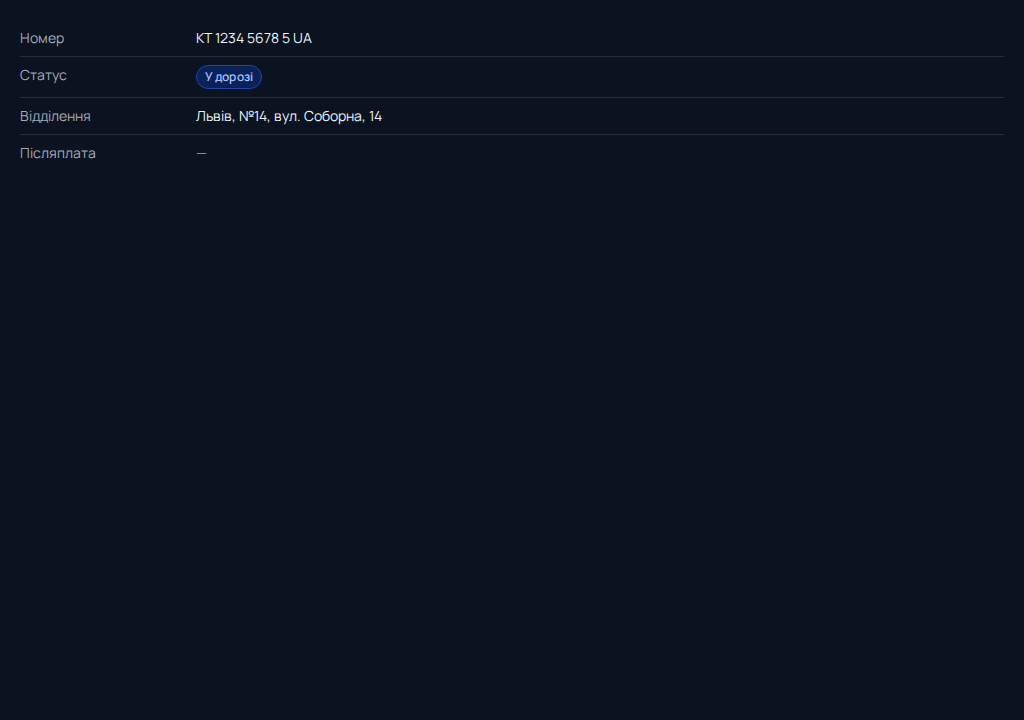 Номер KT 1234 5678 5 UA
Статус У дорозі
Відділення Львів, №14, вул. Соборна, 14
Післяплата —